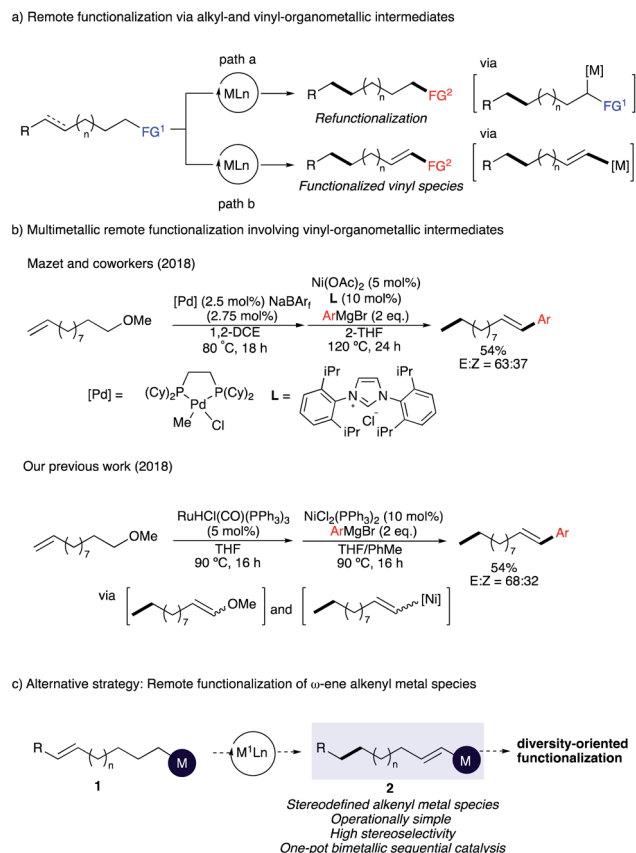 a) Remote functionalization via alkyl-and vinyl-organometallic intermediates
path a
via
[M]
MLn
R
n
FG2
R
n
FG1
Refunctionalization
R
n
FG1
via
MLn
R
n
FG2
R
n
[M]
Functionalized vinyl species
path b
b) Multimetallic remote functionalization involving vinyl-organometallic intermediates
Mazet and coworkers (2018)
Ni(OAc)2 (5 mol%)
[Pd] (2.5 mol%) NaBArf
L (10 mol%)
(2.75 mol%)
ArMgBr (2 eq.)
OMe
7
1,2-DCE
2-THF
7
Ar
80 ˚C, 18 h
120 ºC, 24 h
54%
E:Z = 63:37
iPr
iPr
[Pd] =
(Cy)2P
P(Cy)2
L =
N
+
N
Pd
Me
Cl
Cl-
iPr
iPr
Our previous work (2018)
RuHCl(CO)(PPh3)3
NiCl2(PPh3)2 (10 mol%)
(5 mol%)
ArMgBr (2 eq.)
OMe
7
THF
THF/PhMe
7
Ar
90 ºC, 16 h
90 ºC, 16 h
54%
E:Z = 68:32
via
7
OMe
and
7
[Ni]
c) Alternative strategy: Remote functionalization of ω-ene alkenyl metal species
R
n
M
M1Ln
R
n
M
diversity-oriented
functionalization
1
2
Stereodefined alkenyl metal species
Operationally simple
High stereoselectivity
One-pot bimetallic sequential catalysis